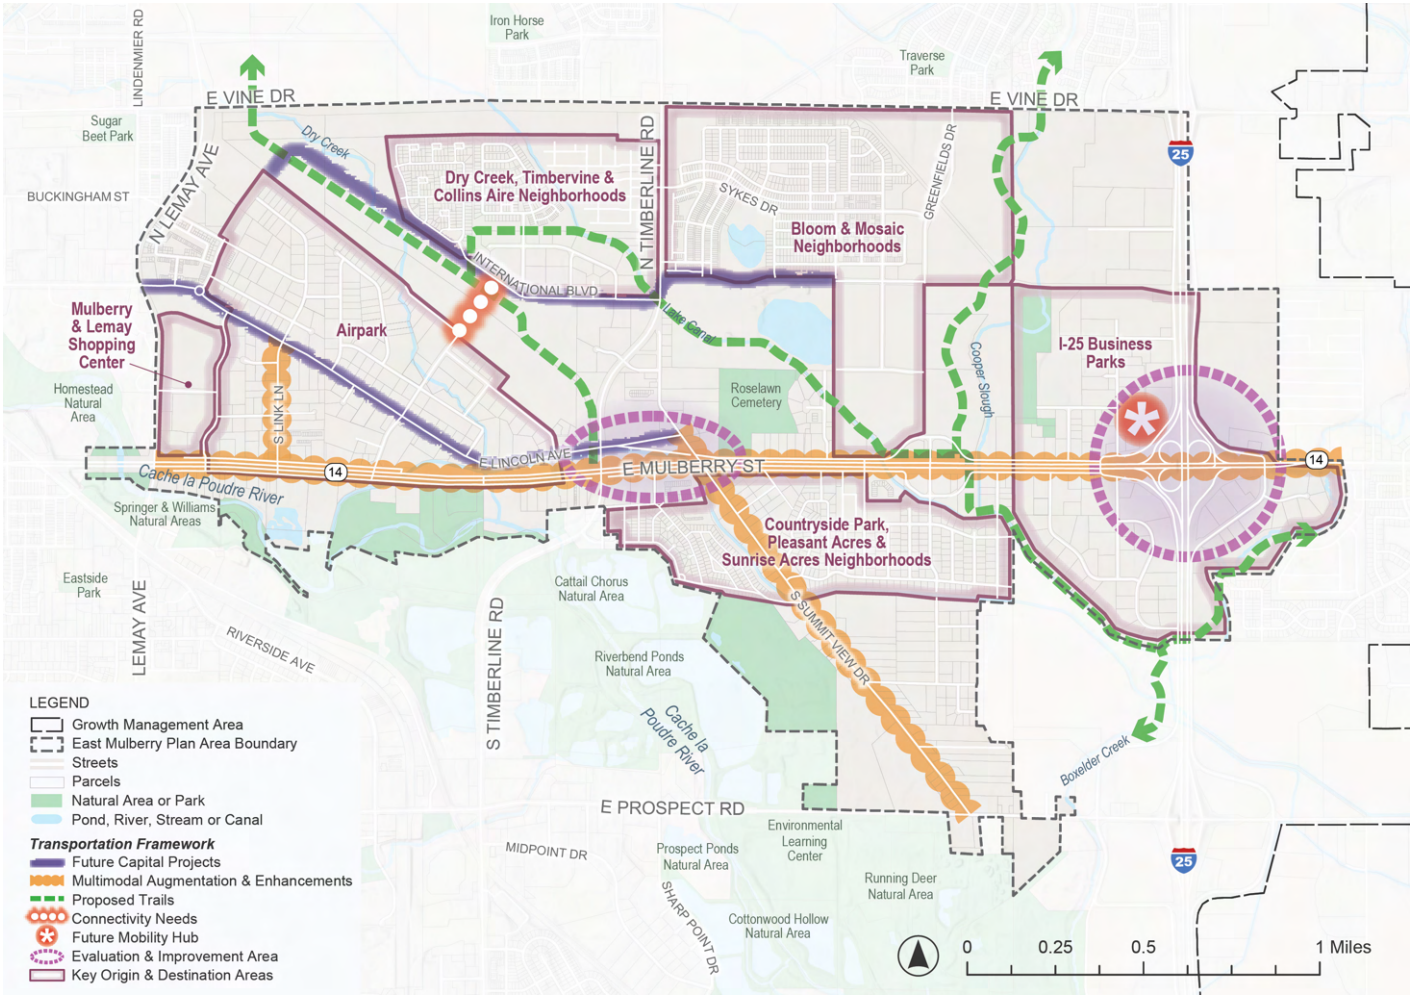 LINDENMIER RD
Iron Horse
Park
Traverse
Park
E VINE DR
E VINE DR
Sugar
Beet Park
Dry Creek
N LEMAY AVE
N TIMBERLINE RD
GREENFIELDS DR
25
BUCKINGHAM ST
Dry Creek, Timbervine &
Collins Aire Neighborhoods
SYKES DR
Bloom & Mosaic
Neighborhoods
INTERNATIONAL BLVD
Mulberry
& Lemay
Shopping
Center
Airpark
Lake Canal
Cooper Slough
I-25 Business
Parks
Homestead
Natural
Area
S LINK LN
Roselawn
Cemetery
E LINCOLN AVE
E MULBERRY ST
14
14
Cache la Poudre River
Springer & Williams
Natural Areas
Countryside Park,
Pleasant Acres &
Sunrise Acres Neighborhoods
Eastside
Park
Cattail Chorus
Natural Area
LEMAY AVE
RIVERSIDE AVE
S TIMBERLINE RD
S SUMMIT VIEW DR
Riverbend Ponds
Natural Area
Cache la
Poudre River
Boxelder Creek
E PROSPECT RD
MIDPOINT DR
Prospect Ponds
Natural Area
Environmental
Learning
Center
25
Running Deer
Natural Area
SHARP POINT DR
Cottonwood Hollow
Natural Area
LEGEND
Growth Management Area
East Mulberry Plan Area Boundary
Streets
Parcels
Natural Area or Park
Pond, River, Stream or Canal
Transportation Framework
Future Capital Projects
Multimodal Augmentation & Enhancements
Proposed Trails
Connectivity Needs
Future Mobility Hub
Evaluation & Improvement Area
Key Origin & Destination Areas
0 0.25 0.5 1 Miles